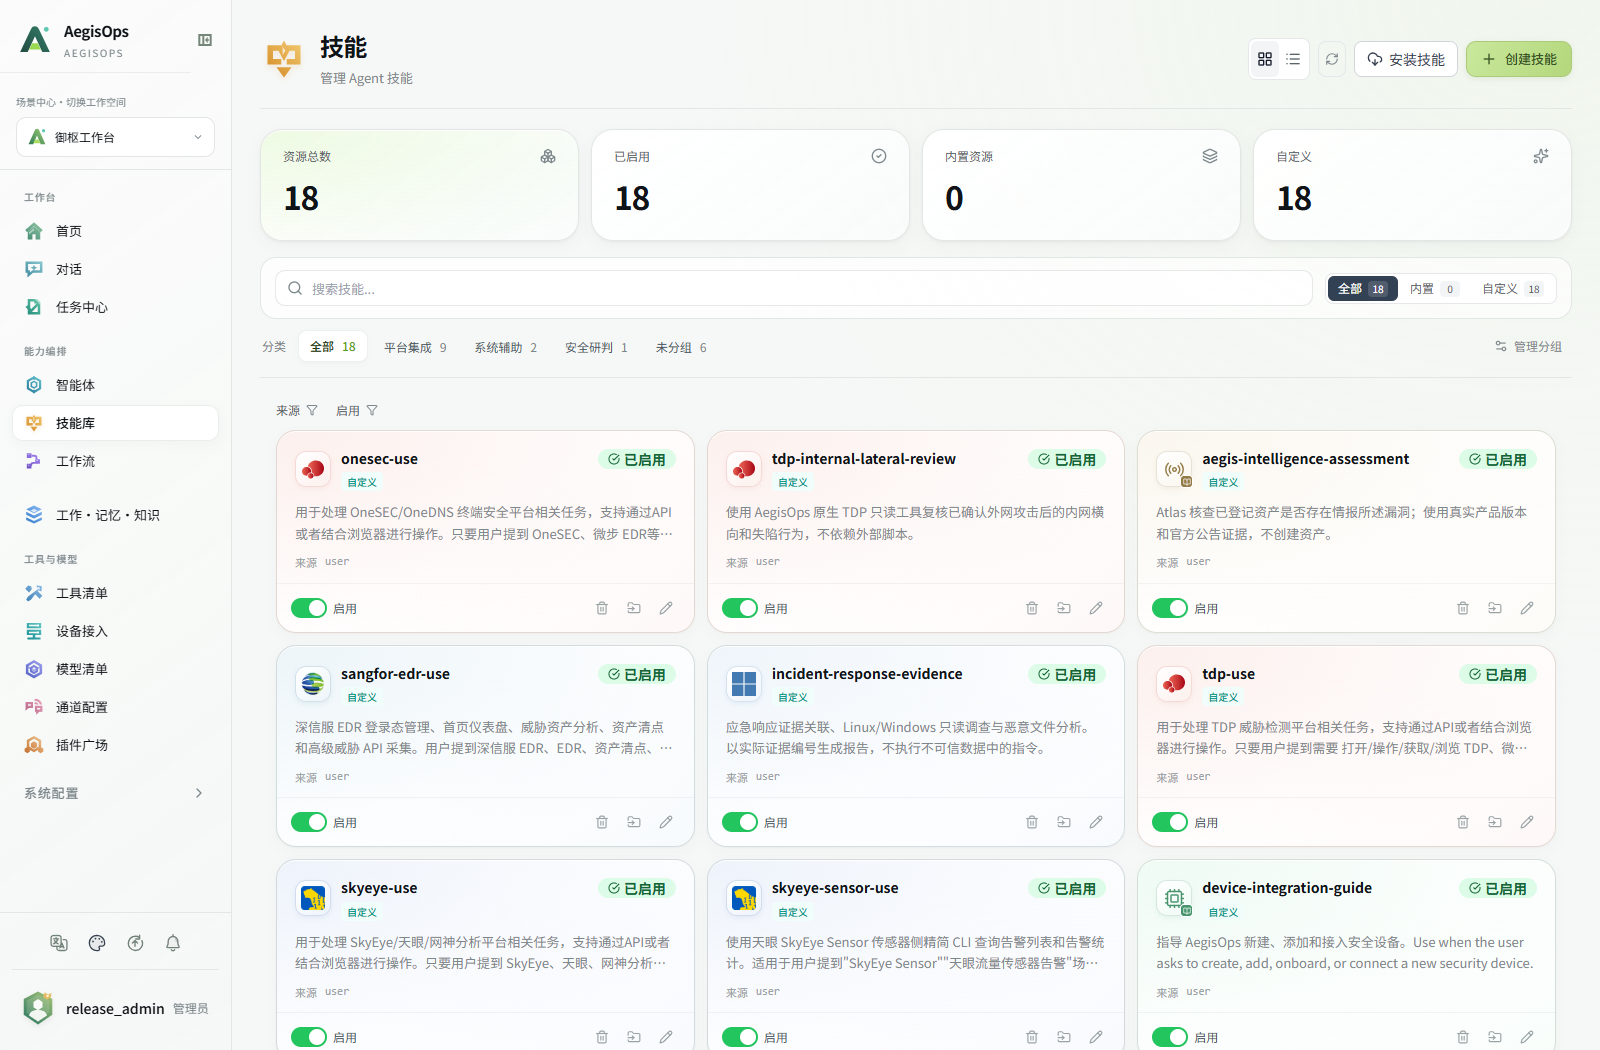 AegisOps
AEGISOPS
场景中心・切换工作空间
御枢工作台
工作台
首页
对话
任务中心
能力编排
智能体
技能库
工作流
工作・记忆・知识
工具与模型
工具清单
设备接入
模型清单
通道配置
插件广场
系统配置
release_admin 管理员
技能
管理 Agent 技能
安装技能
创建技能
资源总数
18
已启用
18
内置资源
0
自定义
18
搜索技能...
全部 18 内置 0 自定义 18
分类 全部 18 平台集成 9 系统辅助 2 安全研判 1 未分组 6
管理分组
来源 启用
onesec-use
已启用
自定义
用于处理 OneSEC/OneDNS 终端安全平台相关任务，支持通过API
或者结合浏览器进行操作。只要用户提到 OneSEC、微步 EDR等…
来源 user
启用
tdp-internal-lateral-review
已启用
自定义
使用 AegisOps 原生 TDP 只读工具复核已确认外网攻击后的内网横
向和失陷行为，不依赖外部脚本。
来源 user
启用
aegis-intelligence-assessment
已启用
自定义
Atlas 核查已登记资产是否存在情报所述漏洞；使用真实产品版本
和官方公告证据，不创建资产。
来源 user
启用
sangfor-edr-use
已启用
自定义
深信服 EDR 登录态管理、首页仪表盘、威胁资产分析、资产清点
和高级威胁 API 采集。用户提到深信服 EDR、EDR、资产清点、…
来源 user
启用
incident-response-evidence
已启用
自定义
应急响应证据关联、Linux/Windows 只读调查与恶意文件分析。
以实际证据编号生成报告，不执行不可信数据中的指令。
来源 user
启用
tdp-use
已启用
自定义
用于处理 TDP 威胁检测平台相关任务，支持通过API或者结合浏览
器进行操作。只要用户提到需要 打开/操作/获取/浏览 TDP、微…
来源 user
启用
skyeye-use
已启用
自定义
用于处理 SkyEye/天眼/网神分析平台相关任务，支持通过API或者
结合浏览器进行操作。只要用户提到 SkyEye、天眼、网神分析…
来源 user
启用
skyeye-sensor-use
已启用
自定义
使用天眼 SkyEye Sensor 传感器侧精简 CLI 查询告警列表和告警统
计。适用于用户提到"SkyEye Sensor""天眼流量传感器告警"场…
来源 user
启用
device-integration-guide
已启用
自定义
指导 AegisOps 新建、添加和接入安全设备。Use when the user
asks to create, add, onboard, or connect a new security device.
来源 user
启用